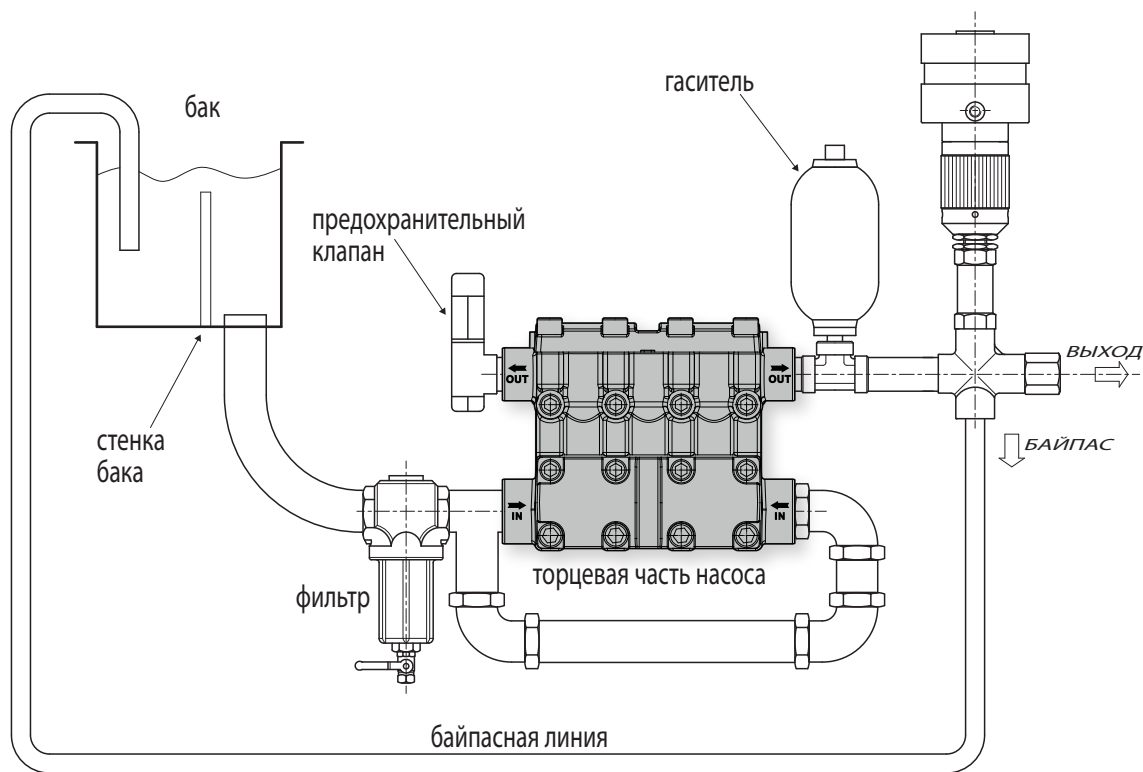 бак
гаситель
предохранительный
клапан
ВЫХОД
OUT
OUT
стенка
бака
БАЙПАС
IN
IN
торцевая часть насоса
фильтр
байпасная линия